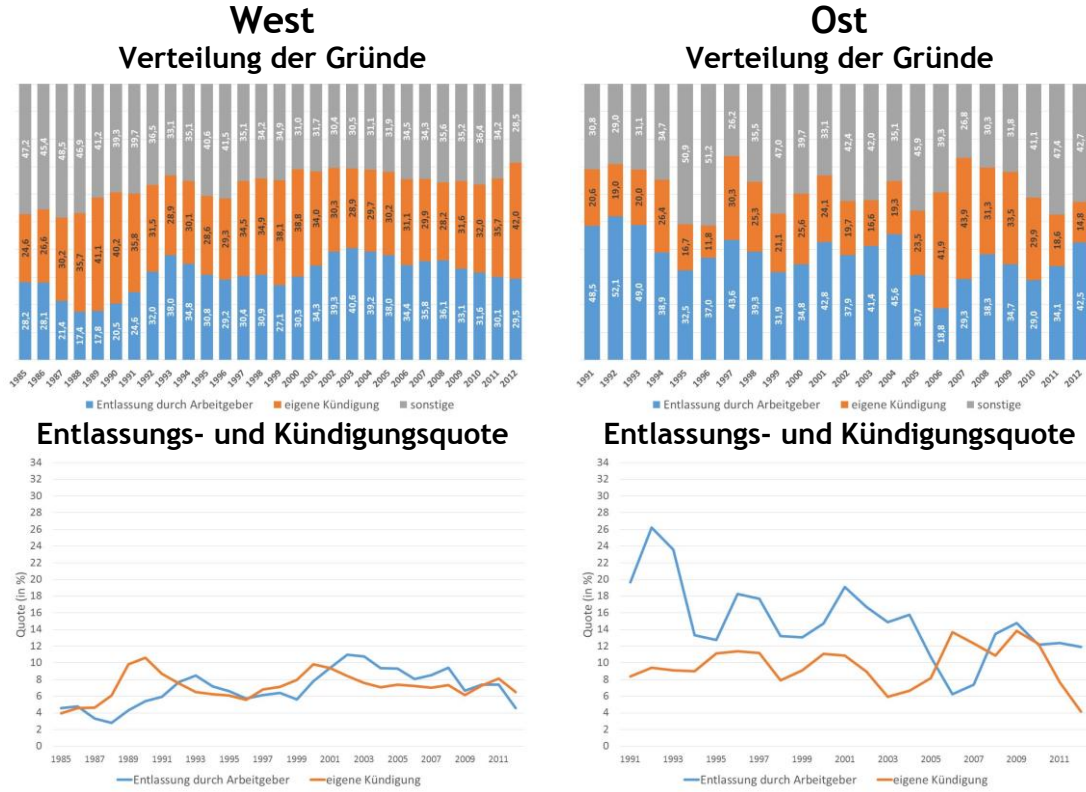 West
Verteilung der Gründe
47,2 45,4 48,5 46,9 41,2 39,3 39,7 36,5 33,1 35,1 40,6 41,5 35,1 34,2 34,9 31,0 31,7 30,4 30,5 31,1 31,9 34,5 34,3 35,6 35,2 36,4 34,2 28,5
24,6 26,6 30,2 35,7 41,1 40,2 35,8 31,5 28,9 30,1 28,6 29,3 34,5 34,9 38,1 38,8 34,0 30,3 28,9 29,7 30,2 31,1 29,9 28,2 31,6 32,0 35,7 42,0
28,2 28,1 21,4 17,4 17,8 20,5 24,6 32,0 38,0 34,8 30,8 29,2 30,4 30,9 27,1 30,3 34,3 39,3 40,6 39,2 38,0 34,4 35,8 36,1 33,1 31,6 30,1 29,5
1985 1986 1987 1988 1989 1990 1991 1992 1993 1994 1995 1996 1997 1998 1999 2000 2001 2002 2003 2004 2005 2006 2007 2008 2009 2010 2011 2012
Entlassung durch Arbeitgeber eigene Kündigung sonstige
Ost
Verteilung der Gründe
30,8 29,0 31,1 34,7 50,9 51,2 26,2 35,5 47,0 39,7 33,1 42,4 42,0 35,1 45,9 39,3 26,8 30,3 31,8 41,1 47,4 42,7
20,6 19,0 20,0 26,4 16,7 11,8 30,3 25,3 21,1 25,6 24,1 19,7 16,6 19,3 23,5 41,9 43,9 31,3 33,5 29,9 18,6 14,8
48,5 52,1 49,0 38,9 32,5 37,0 43,6 39,3 31,9 34,8 42,8 37,9 41,4 45,6 30,7 18,8 29,3 38,3 34,7 29,0 34,1 42,5
1991 1992 1993 1994 1995 1996 1997 1998 1999 2000 2001 2002 2003 2004 2005 2006 2007 2008 2009 2010 2011 2012
Entlassung durch Arbeitgeber eigene Kündigung sonstige
Entlassungs- und Kündigungsquote
Quote (in %)
34
32
30
28
26
24
22
20
18
16
14
12
10
8
6
4
2
0
1985 1987 1989 1991 1993 1995 1997 1999 2001 2003 2005 2007 2009 2011
Entlassung durch Arbeitgeber eigene Kündigung
Entlassungs- und Kündigungsquote
Quote (in %)
34
32
30
28
26
24
22
20
18
16
14
12
10
8
6
4
2
0
1991 1993 1995 1997 1999 2001 2003 2005 2007 2009 2011
Entlassung durch Arbeitgeber eigene Kündigung